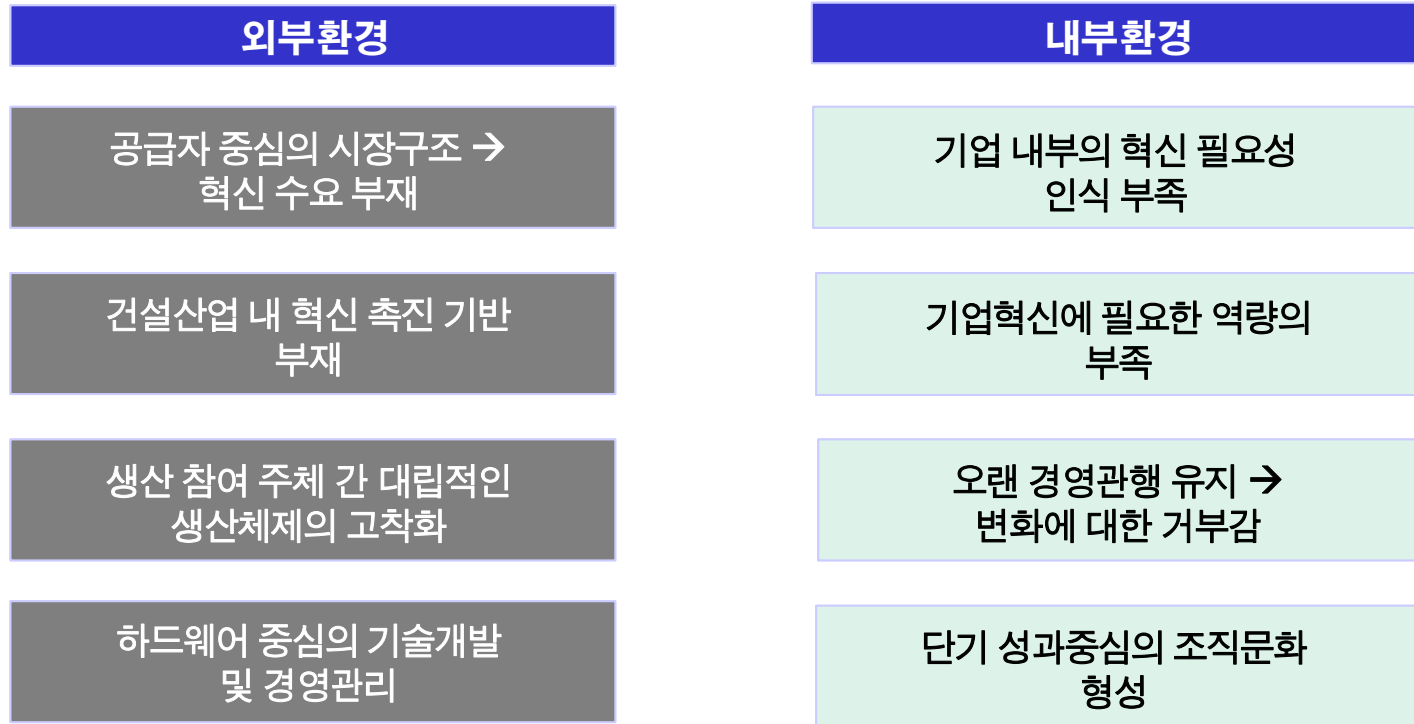 외부환경
공급자 중심의 시장구조 →
혁신 수요 부재
건설산업 내 혁신 촉진 기반
부재
생산 참여 주체 간 대립적인
생산체제의 고착화
하드웨어 중심의 기술개발
및 경영관리
내부환경
기업 내부의 혁신 필요성
인식 부족
기업혁신에 필요한 역량의
부족
오랜 경영관행 유지 →
변화에 대한 거부감
단기 성과중심의 조직문화
형성